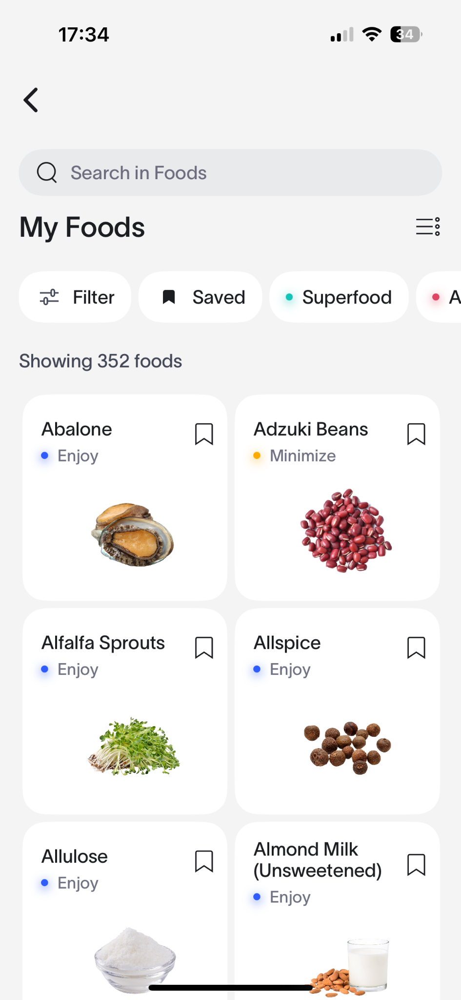 17:34
34
Search in Foods
My Foods
Filter
Saved
Superfood
A
Showing 352 foods
Abalone
Enjoy
Adzuki Beans
Minimize
Alfalfa Sprouts
Enjoy
Allspice
Enjoy
Allulose
Enjoy
Almond Milk
(Unsweetened)
Enjoy